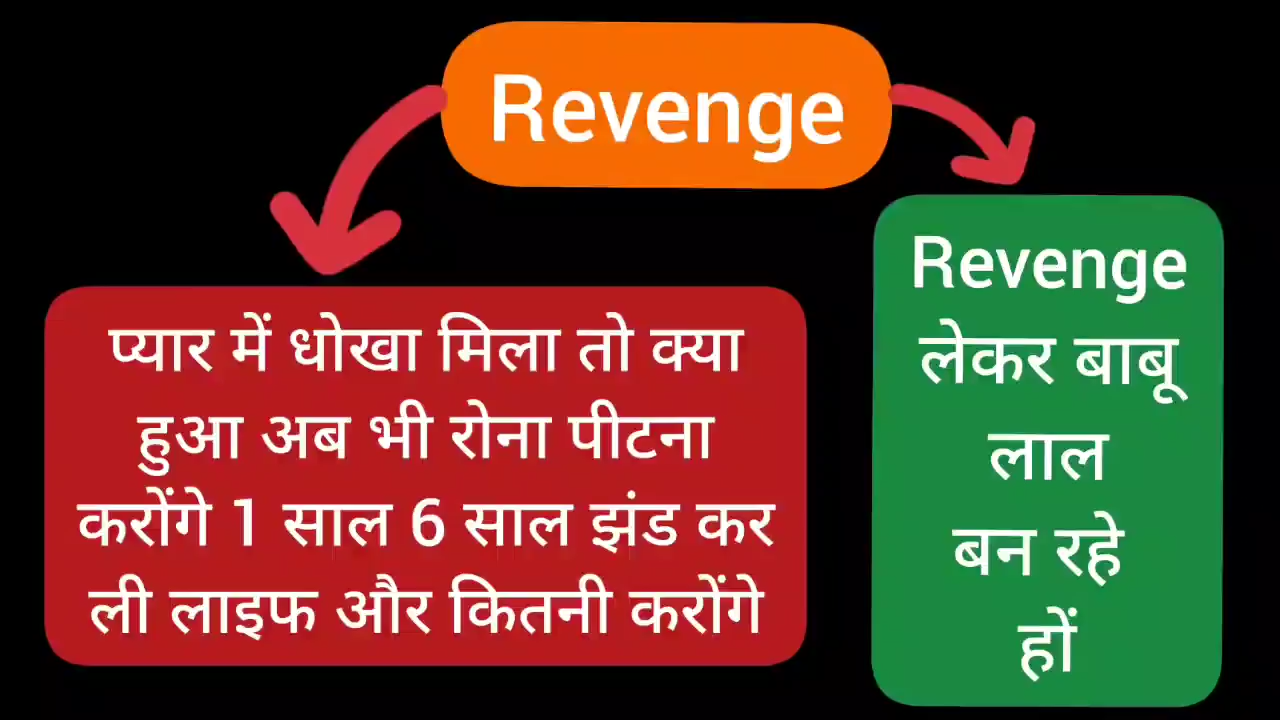 Revenge
प्यार में धोखा मिला तो क्या
हुआ अब भी रोना पीटना
करोंगे 1 साल 6 साल झंड कर
ली लाइफ और कितनी करोंगे
Revenge
लेकर बाबू
लाल
बन रहे
हों